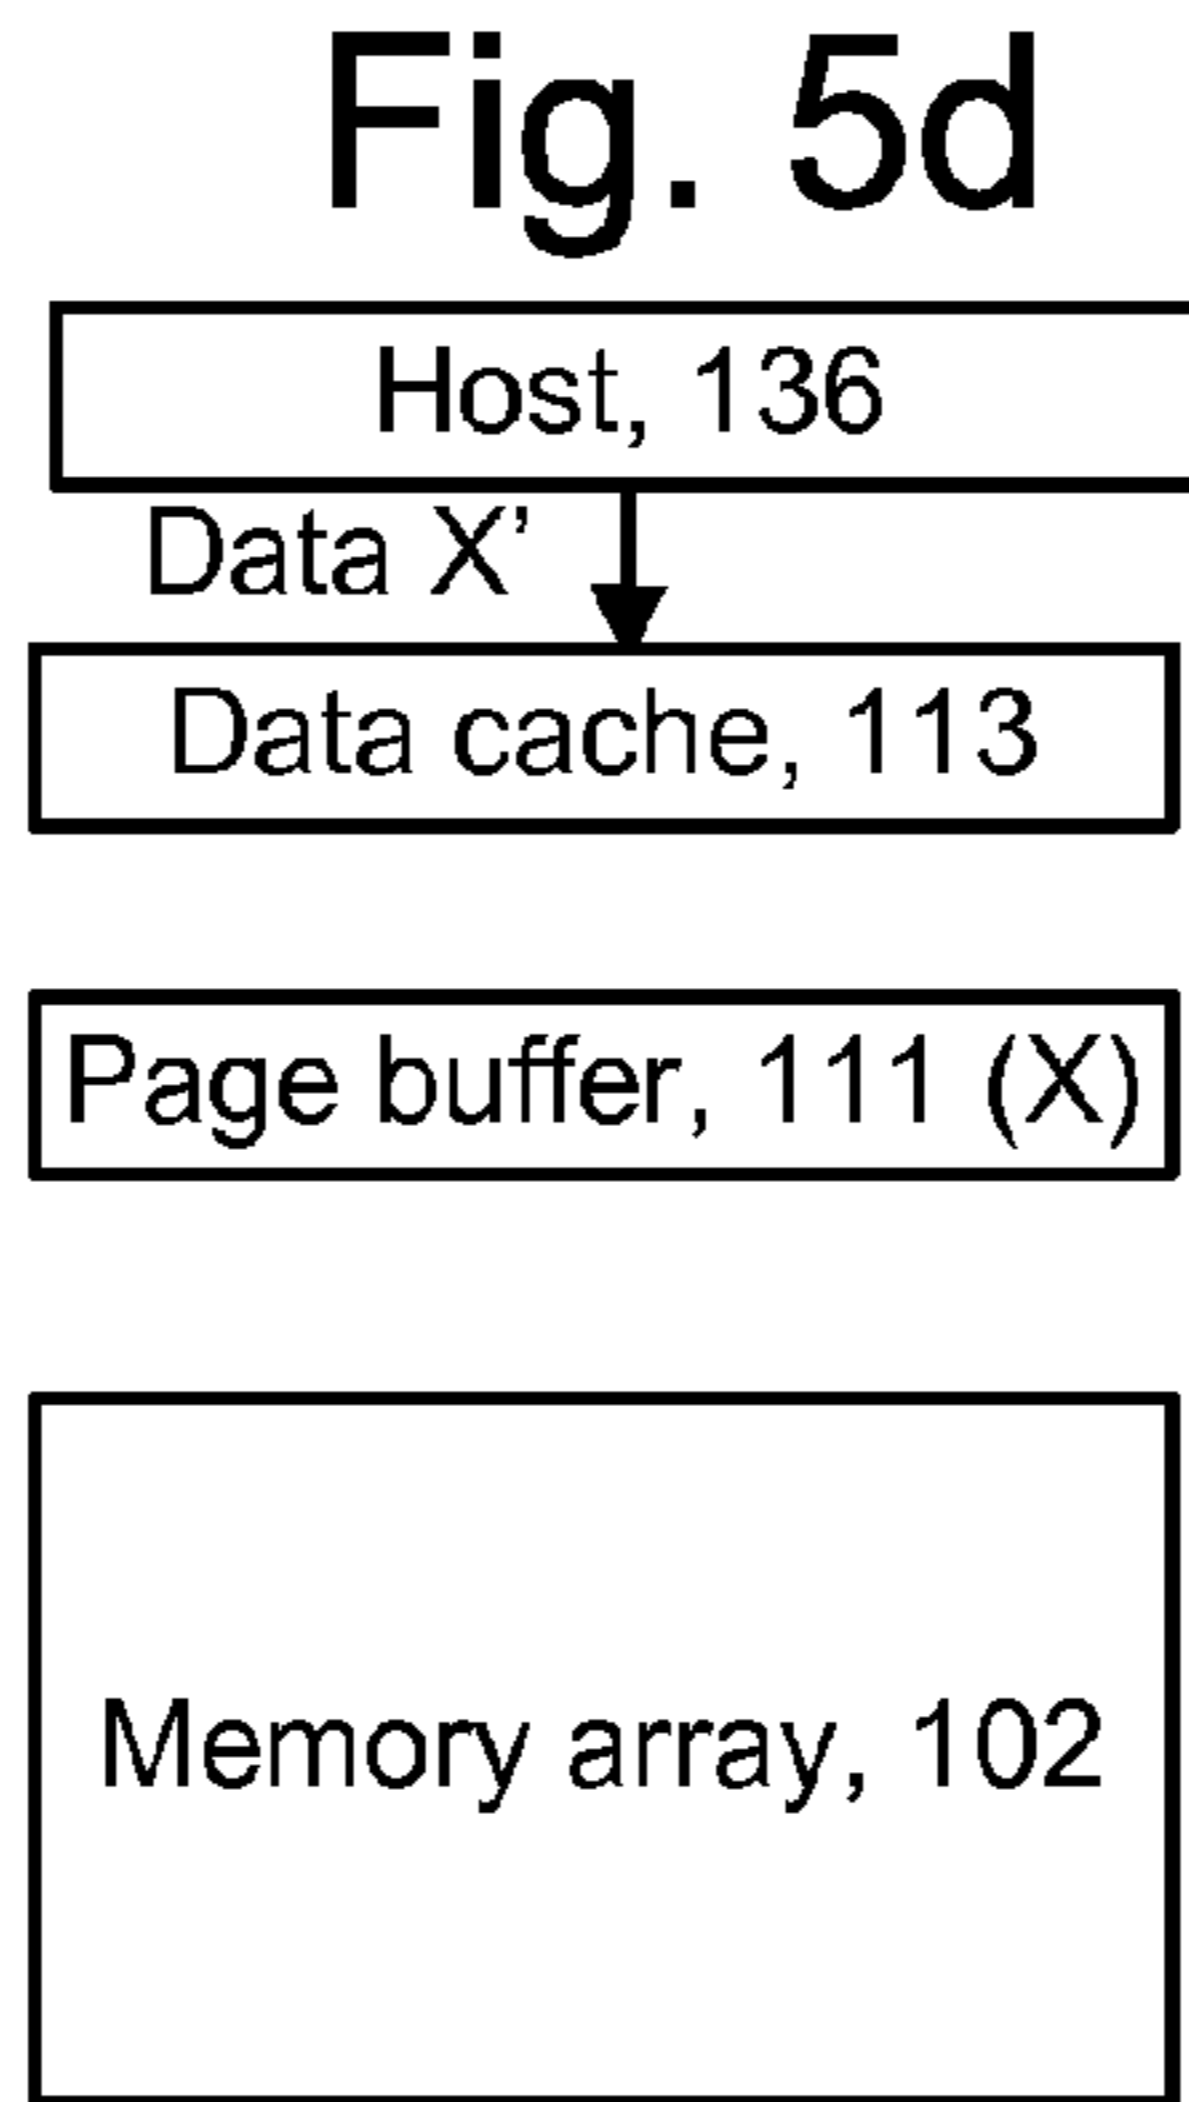 Fig. 5d
Host, 136
Data X’
Data cache, 113
Page buffer, 111 (X)
Memory array, 102